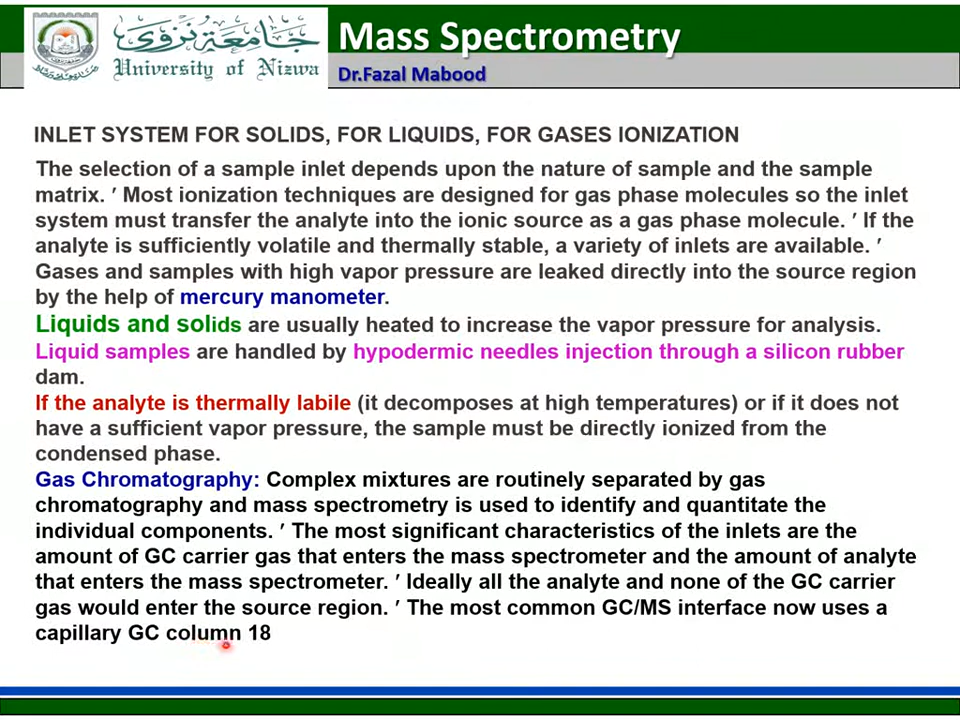 جامعة نزوى
University of Nizwa
Mass Spectrometry
Dr.Fazal Mabood
INLET SYSTEM FOR SOLIDS, FOR LIQUIDS, FOR GASES IONIZATION
The selection of a sample inlet depends upon the nature of sample and the sample
matrix. ′ Most ionization techniques are designed for gas phase molecules so the inlet
system must transfer the analyte into the ionic source as a gas phase molecule. ′ If the
analyte is sufficiently volatile and thermally stable, a variety of inlets are available. ′
Gases and samples with high vapor pressure are leaked directly into the source region
by the help of mercury manometer.
Liquids and solids are usually heated to increase the vapor pressure for analysis.
Liquid samples are handled by hypodermic needles injection through a silicon rubber
dam.
If the analyte is thermally labile (it decomposes at high temperatures) or if it does not
have a sufficient vapor pressure, the sample must be directly ionized from the
condensed phase.
Gas Chromatography: Complex mixtures are routinely separated by gas
chromatography and mass spectrometry is used to identify and quantitate the
individual components. ′ The most significant characteristics of the inlets are the
amount of GC carrier gas that enters the mass spectrometer and the amount of analyte
that enters the mass spectrometer. ′ Ideally all the analyte and none of the GC carrier
gas would enter the source region. ′ The most common GC/MS interface now uses a
capillary GC column 18